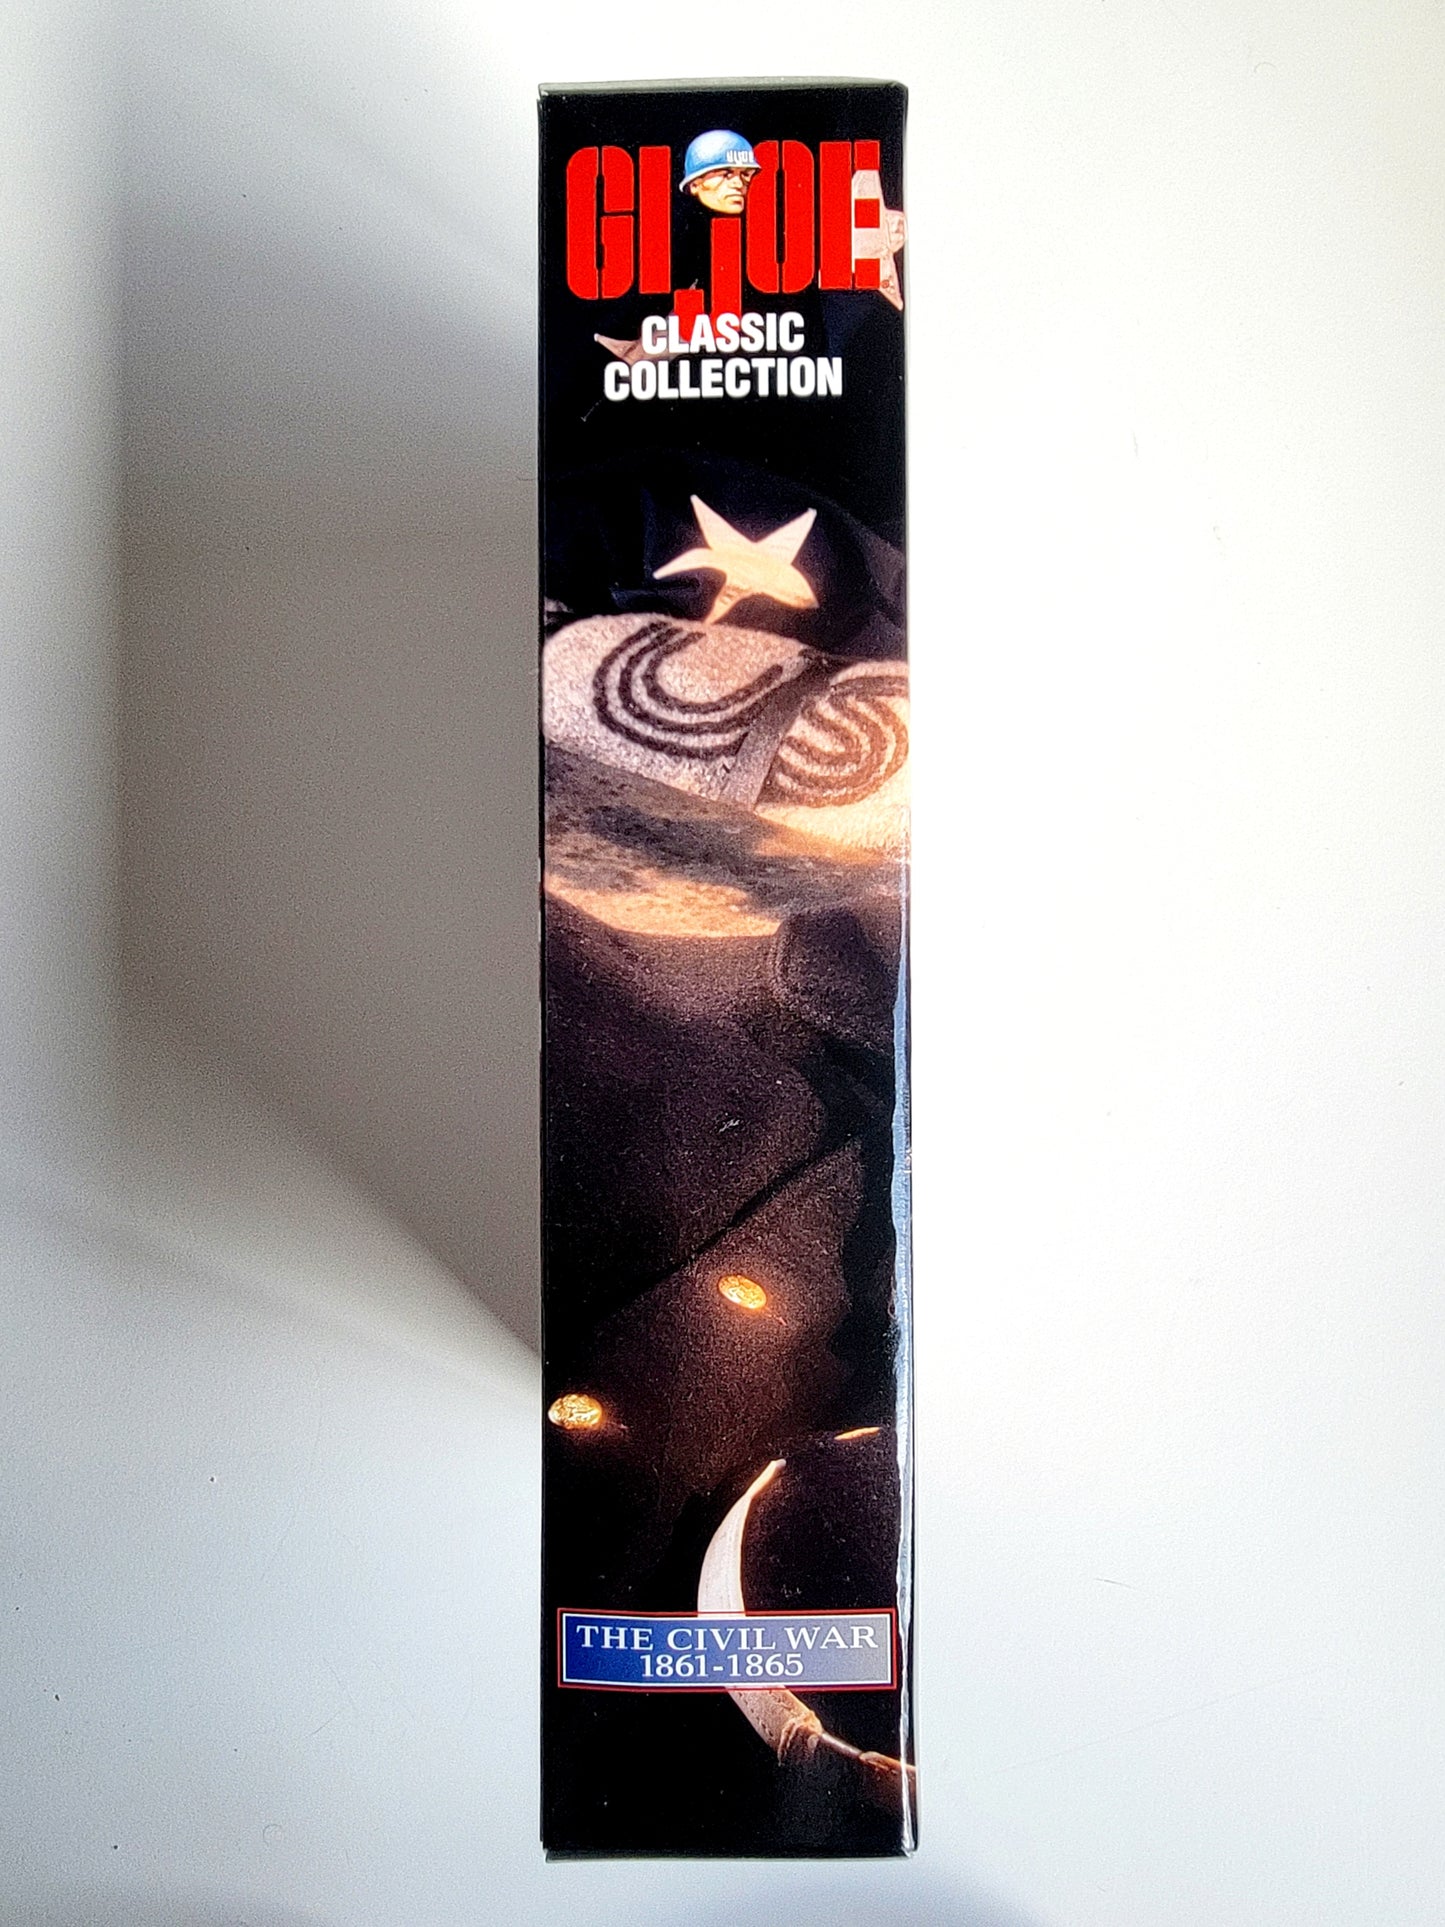 GI JOE
CLASSIC
COLLECTION
THE CIVIL WAR
1861-1865